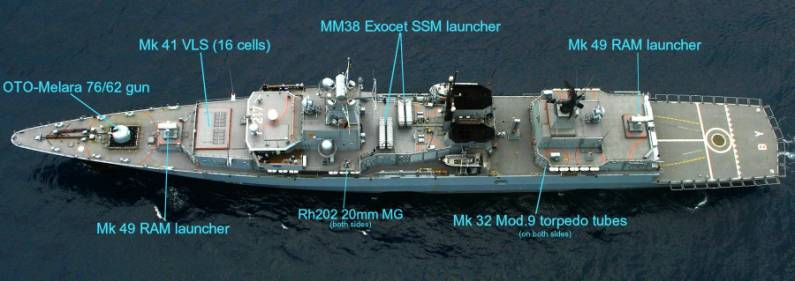 MM38 Exocet SSM launcher
Mk 41 VLS (16 cells)
Mk 49 RAM launcher
OTO-Melara 76/62 gun
217
B Y
Mk 49 RAM launcher
Rh202 20mm MG
(both sides)
Mk 32 Mod.9 torpedo tubes
(on both sides)